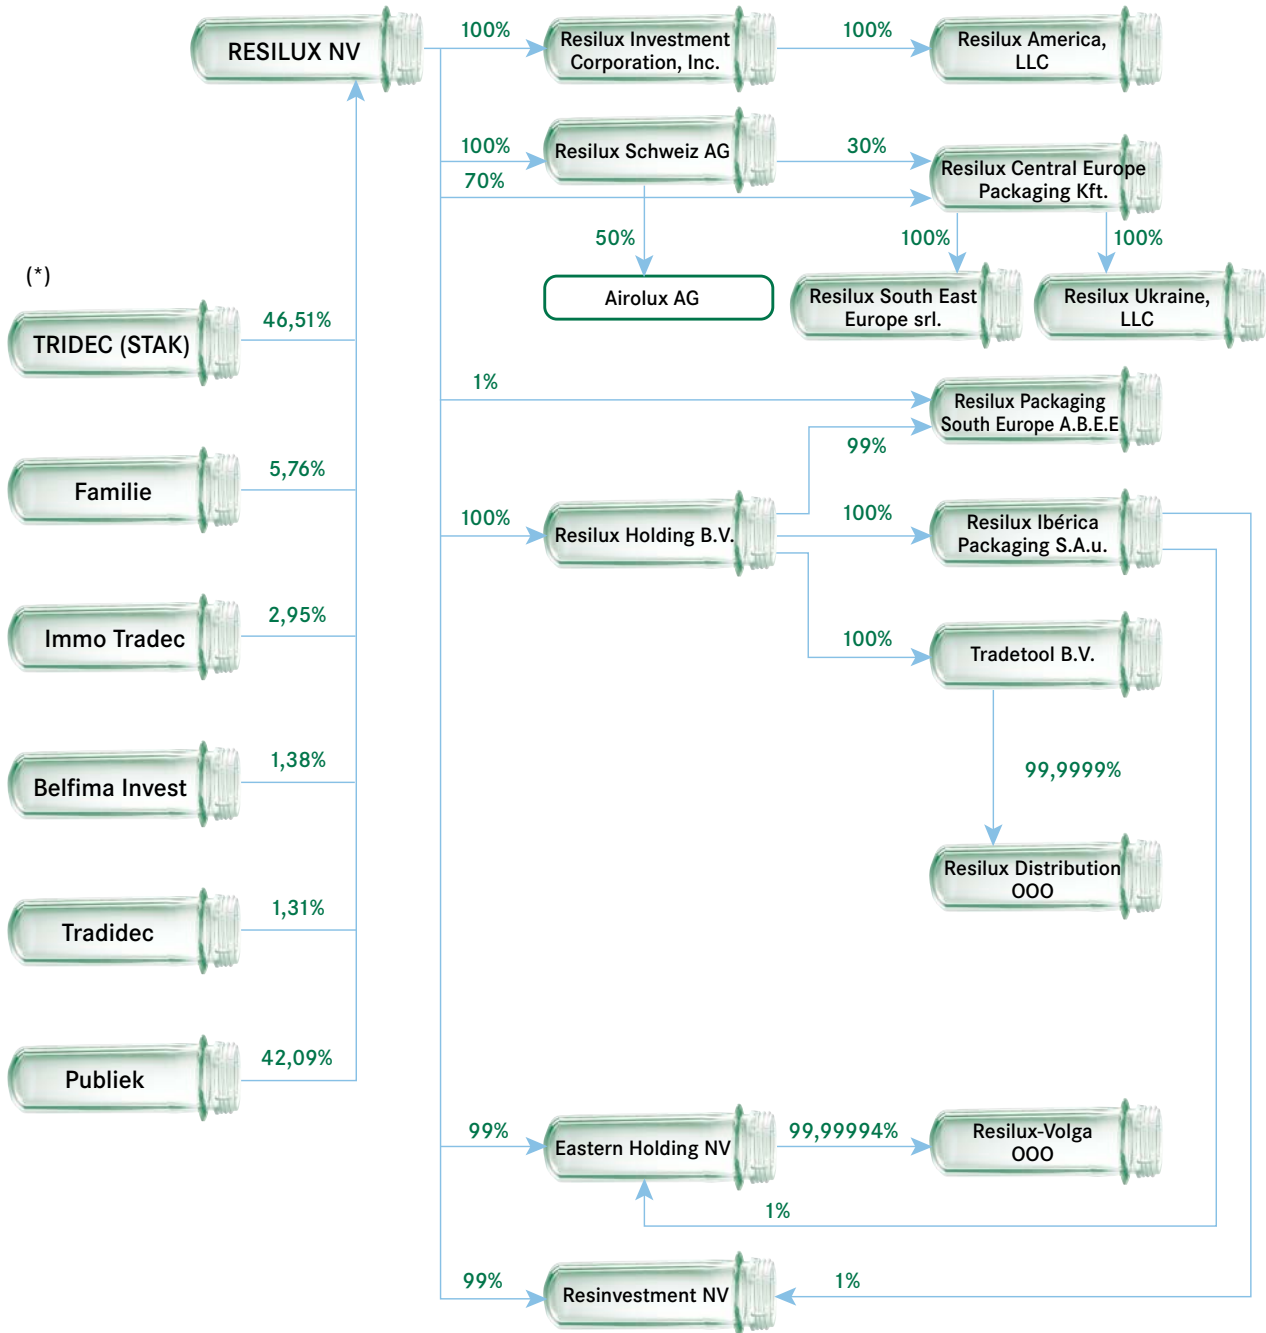 RESILUX NV
100%
Resilux Investment
Corporation, Inc.
100%
Resilux America,
LLC
100%
Resilux Schweiz AG
30%
Resilux Central Europe
Packaging Kft.
70%
50%
100%
100%
Airolux AG
Resilux South East
Europe srl.
Resilux Ukraine,
LLC
(*)
TRIDEC (STAK)
46,51%
1%
Resilux Packaging
South Europe A.B.E.E
99%
Familie
5,76%
100%
Resilux Holding B.V.
100%
Resilux Ibérica
Packaging S.A.u.
Immo Tradec
2,95%
100%
Tradetool B.V.
Belfima Invest
1,38%
99,9999%
Resilux Distribution
OOO
Tradidec
1,31%
Publiek
42,09%
99%
Eastern Holding NV
99,99994%
Resilux-Volga
OOO
1%
99%
Resinvestment NV
1%